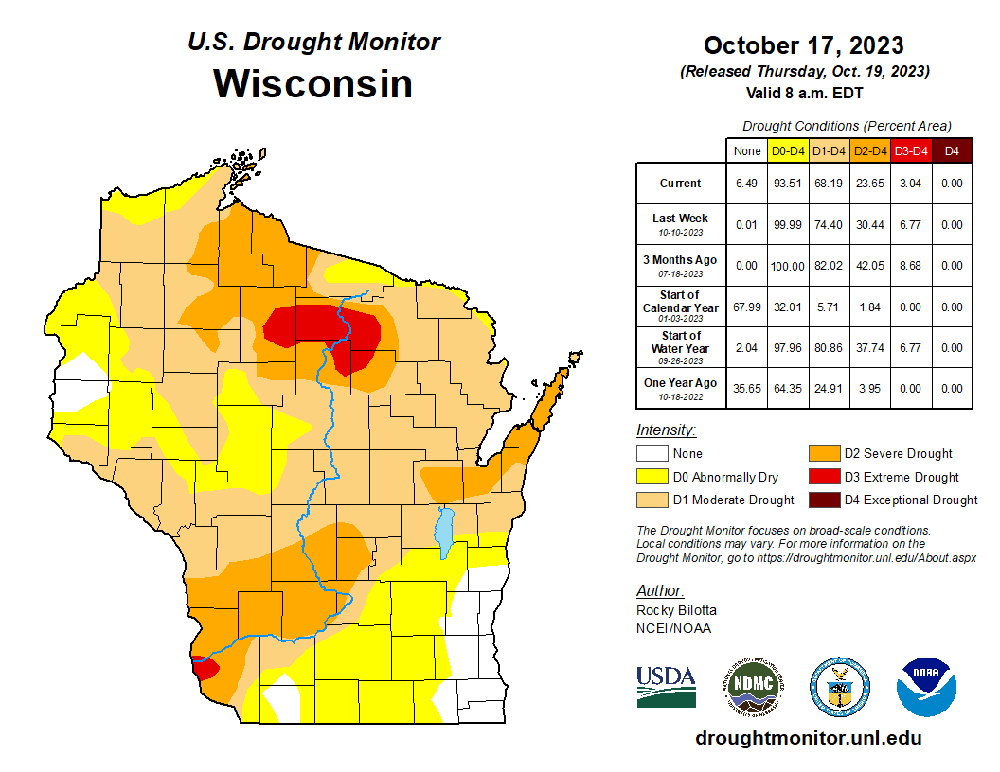 U.S. Drought Monitor
Wisconsin
October 17, 2023
(Released Thursday, Oct. 19, 2023)
Valid 8 a.m. EDT
Drought Conditions (Percent Area)
None D0-D4 D1-D4 D2-D4 D3-D4 D4
Current 6.49 93.51 68.19 23.65 3.04 0.00
Last Week
10-10-2023
0.01 99.99 74.40 30.44 6.77 0.00
3 Months Ago
07-18-2023
0.00 100.00 82.02 42.05 8.68 0.00
Start of
Calendar Year
01-03-2023
67.99 32.01 5.71 1.84 0.00 0.00
Start of
Water Year
09-26-2023
2.04 97.96 80.86 37.74 6.77 0.00
One Year Ago
10-18-2022
35.65 64.35 24.91 3.95 0.00 0.00
Intensity:
None
D0 Abnormally Dry
D1 Moderate Drought
D2 Severe Drought
D3 Extreme Drought
D4 Exceptional Drought
The Drought Monitor focuses on broad-scale conditions.
Local conditions may vary. For more information on the
Drought Monitor, go to https://droughtmonitor.unl.edu/About.aspx
Author:
Rocky Bilotta
NCEI/NOAA
USDA
NDMC
NOAA
droughtmonitor.unl.edu